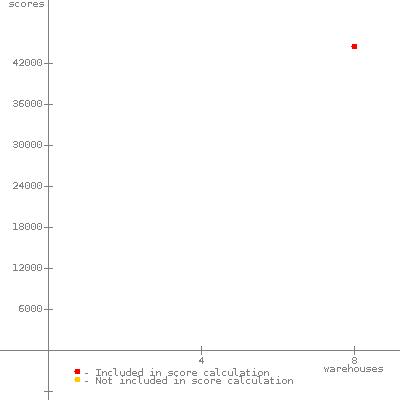 scores
42000
36000
30000
24000
18000
12000
6000
4
8
warehouses
- Included in score calculation
- Not included in score calculation